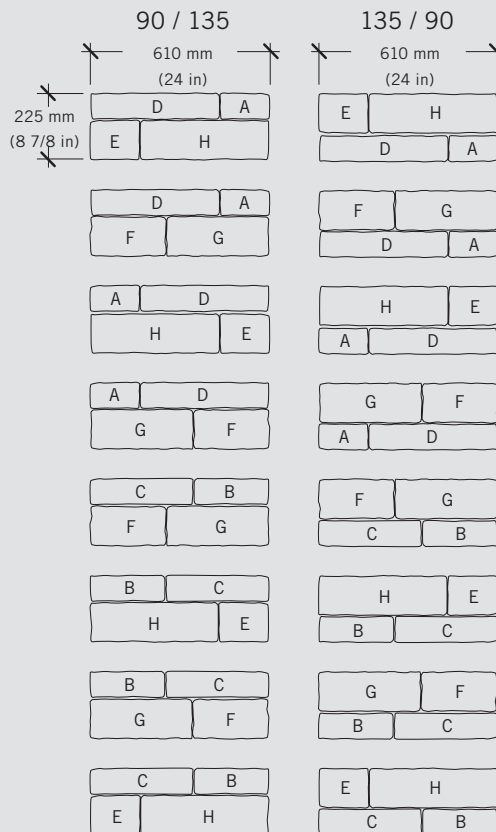 90 / 135
610 mm
(24 in)
225 mm
(8 7/8 in)
D A
E H
D A
F G
A D
H E
A D
G F
C B
F G
B C
H E
B C
G F
C B
E H
135 / 90
610 mm
(24 in)
E H
D A
F G
D A
H E
A D
G F
A D
F G
C B
H E
B C
G F
B C
E H
C B